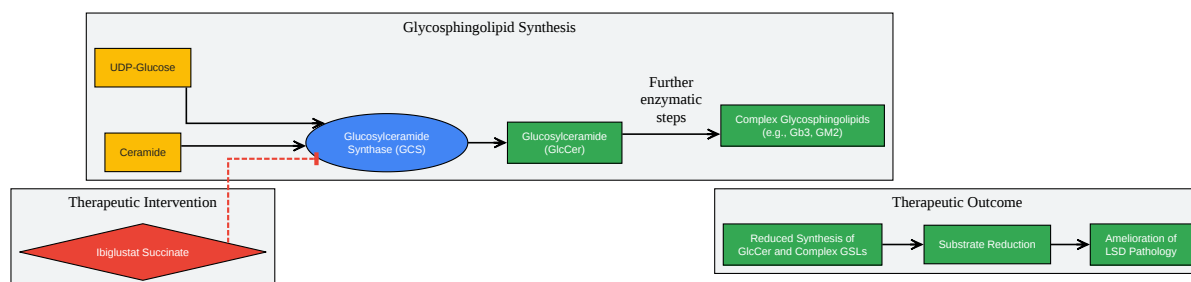 Glycosphingolipid Synthesis
UDP-Glucose
Ceramide
Glucosylceramide
Synthase (GCS)
Glucosylceramide
(GlcCer)
Further
enzymatic
steps
Complex Glycosphingolipids
(e.g., Gb3, GM2)
Therapeutic Intervention
Ibiglustat Succinate
Therapeutic Outcome
Reduced Synthesis of
GlcCer and Complex GSLs
Substrate Reduction
Amelioration of
LSD Pathology